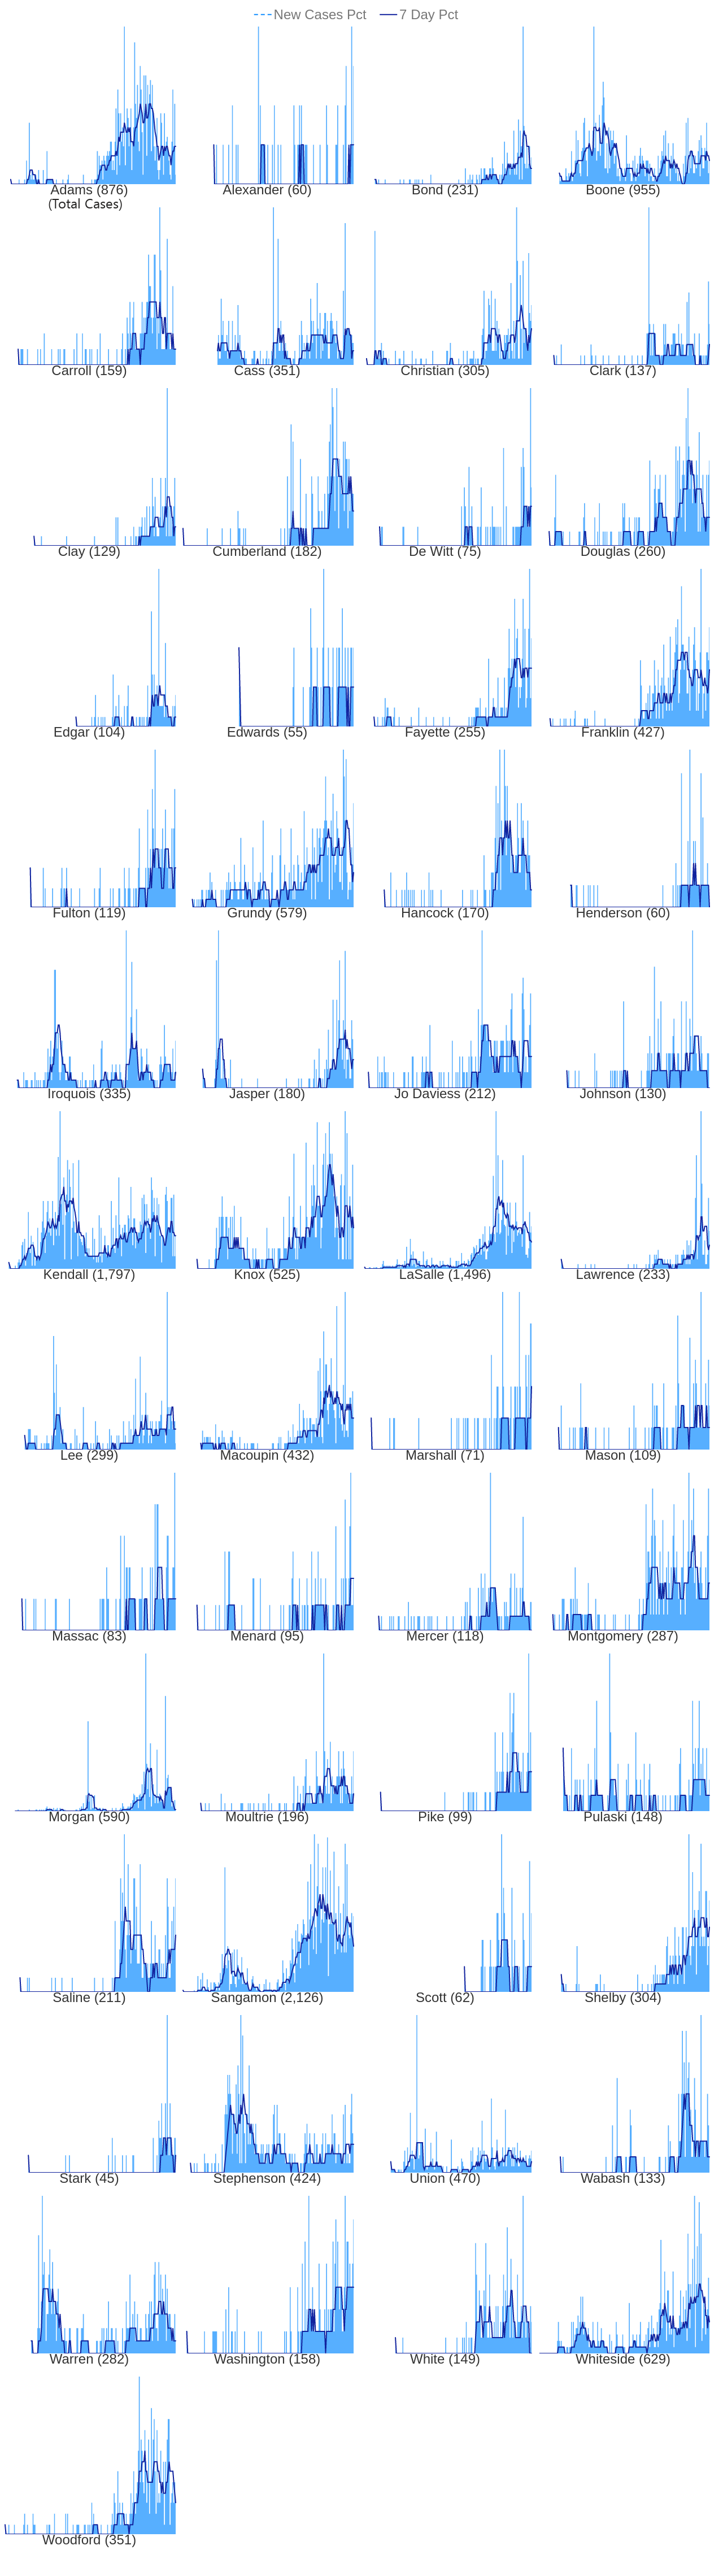 New Cases Pct 7 Day Pct
Adams (876) Alexander (60) Bond (231) Boone (955)
(Total Cases)
Carroll (159) Cass (351) Christian (305) Clark (137)
Clay (129) Cumberland (182) De Witt (75) Douglas (260)
Edgar (104) Edwards (55) Fayette (255) Franklin (427)
Fulton (119) Grundy (579) Hancock (170) Henderson (60)
Iroquois (335) Jasper (180) Jo Daviess (212) Johnson (130)
Kendall (1,797) Knox (525) LaSalle (1,496) Lawrence (233)
Lee (299) Macoupin (432) Marshall (71) Mason (109)
Massac (83) Menard (95) Mercer (118) Montgomery (287)
Morgan (590) Moultrie (196) Pike (99) Pulaski (148)
Saline (211) Sangamon (2,126) Scott (62) Shelby (304)
Stark (45) Stephenson (424) Union (470) Wabash (133)
Warren (282) Washington (158) White (149) Whiteside (629)
Woodford (351)